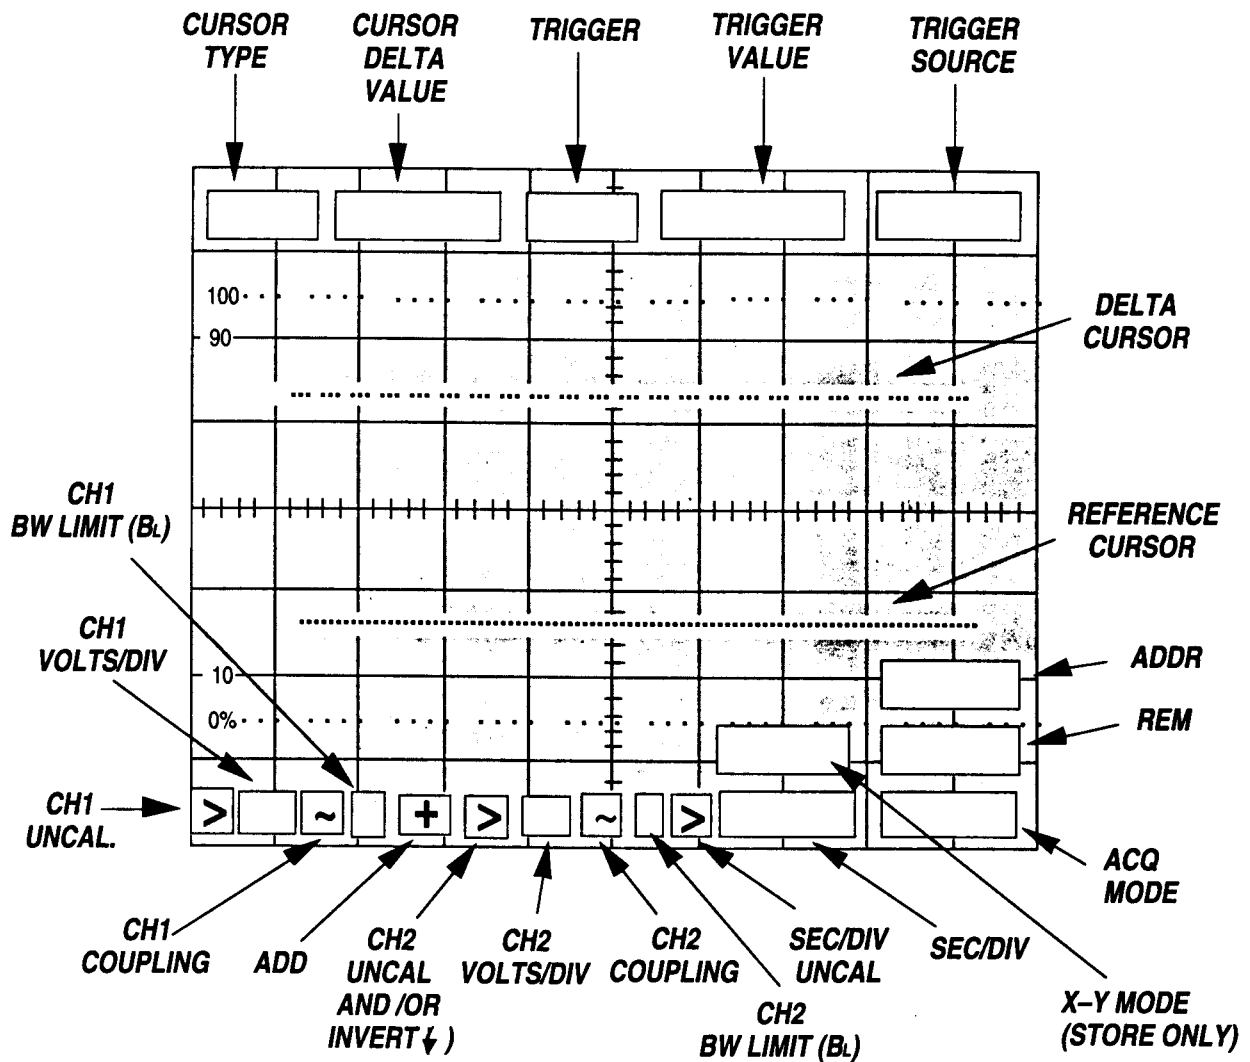 CURSOR
TYPE
CURSOR
DELTA
VALUE
TRIGGER
TRIGGER
VALUE
TRIGGER
SOURCE
100
90
DELTA
CURSOR
CH1
BW LIMIT (BL)
REFERENCE
CURSOR
CH1
VOLTS/DIV
10
ADDR
0%
REM
CH1
UNCAL.
> ~ + > ~ >
ACQ
MODE
CH1
COUPLING
ADD
CH2
UNCAL
AND /OR
INVERT ↓ )
CH2
VOLTS/DIV
CH2
COUPLING
CH2
BW LIMIT (BL)
SEC/DIV
UNCAL
SEC/DIV
X–Y MODE
(STORE ONLY)